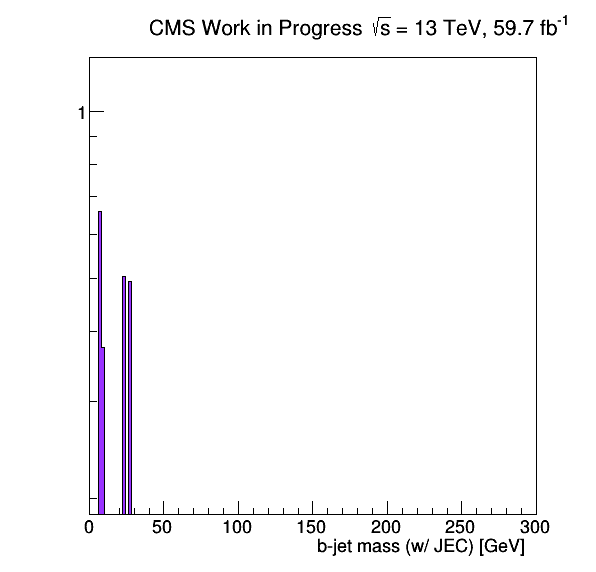 CMS Work in Progress √s = 13 TeV, 59.7 fb⁻¹
1
0 50 100 150 200 250 300
b-jet mass (w/ JEC) [GeV]